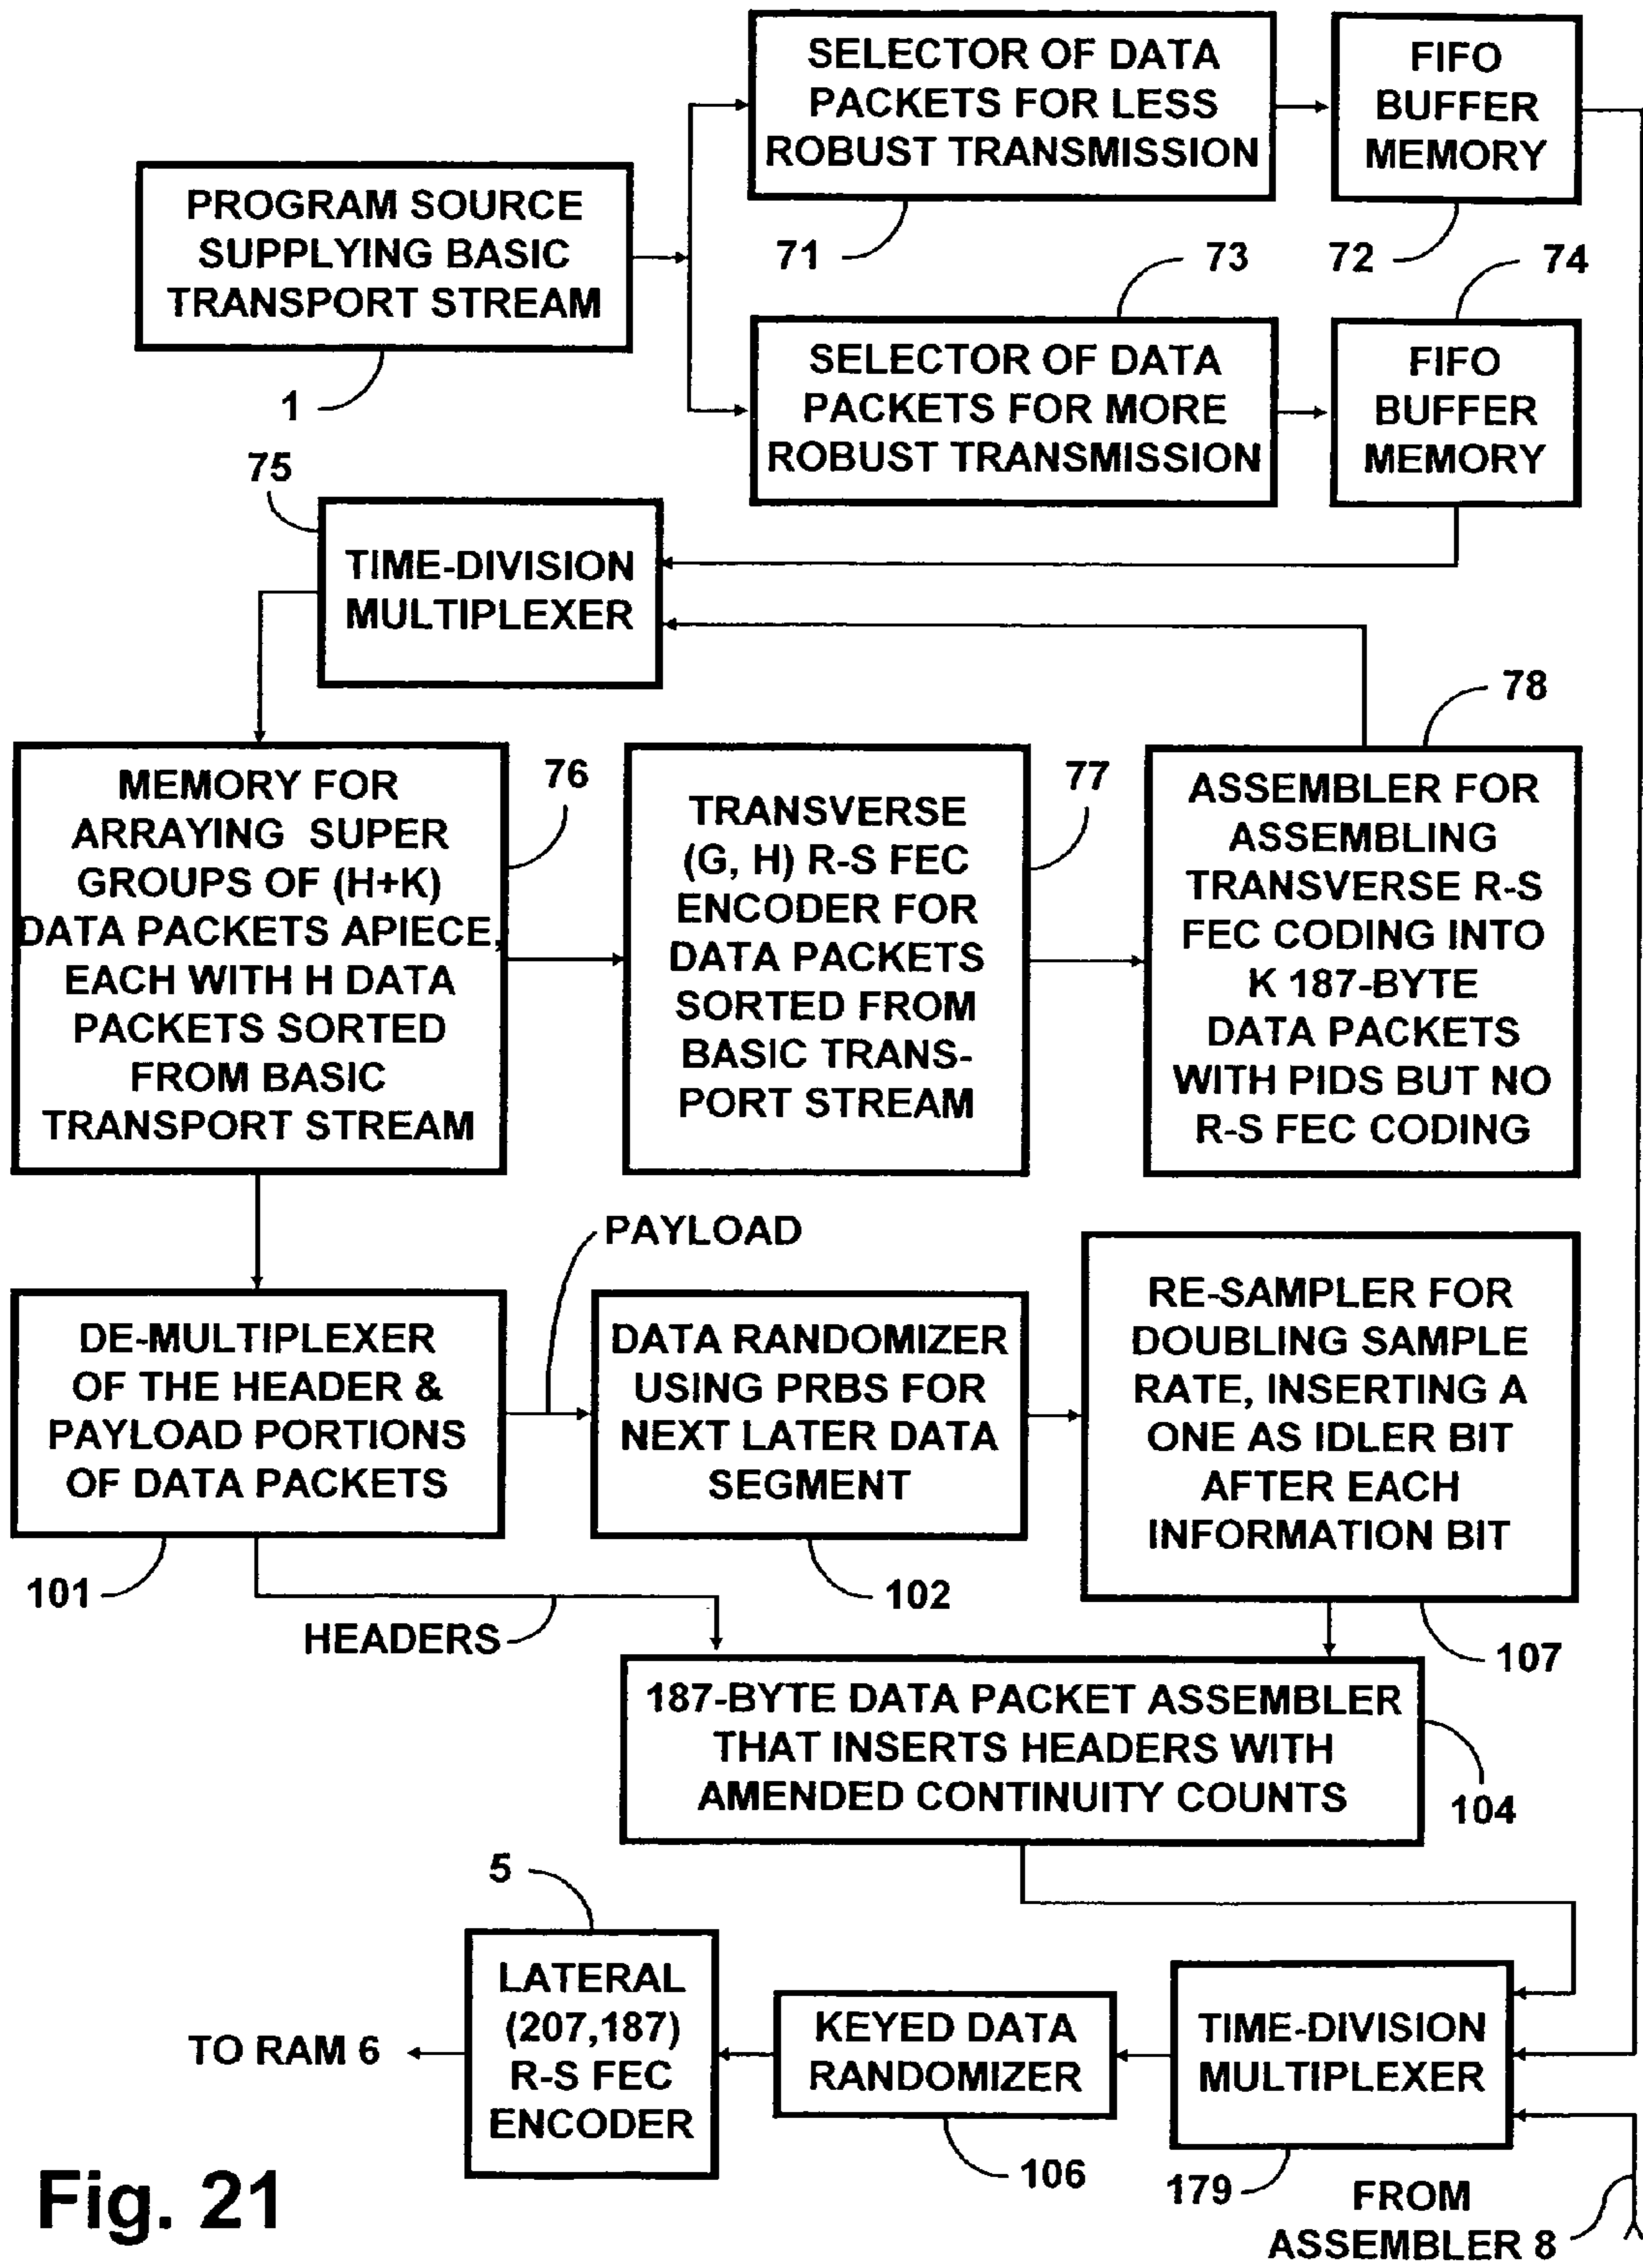 SELECTOR OF DATA
PACKETS FOR LESS
ROBUST TRANSMISSION
FIFO
BUFFER
MEMORY
PROGRAM SOURCE
SUPPLYING BASIC
TRANSPORT STREAM
71
73
72
74
SELECTOR OF DATA
PACKETS FOR MORE
ROBUST TRANSMISSION
FIFO
BUFFER
MEMORY
1
75
TIME-DIVISION
MULTIPLEXER
78
MEMORY FOR
ARRAYING SUPER
GROUPS OF (H+K)
DATA PACKETS APIECE,
EACH WITH H DATA
PACKETS SORTED
FROM BASIC
TRANSPORT STREAM
76
TRANSVERSE
(G, H) R-S FEC
ENCODER FOR
DATA PACKETS
SORTED FROM
BASIC TRANS-
PORT STREAM
77
ASSEMBLER FOR
ASSEMBLING
TRANSVERSE R-S
FEC CODING INTO
K 187-BYTE
DATA PACKETS
WITH PIDS BUT NO
R-S FEC CODING
PAYLOAD
DE-MULTIPLEXER
OF THE HEADER &
PAYLOAD PORTIONS
OF DATA PACKETS
DATA RANDOMIZER
USING PRBS FOR
NEXT LATER DATA
SEGMENT
RE-SAMPLER FOR
DOUBLING SAMPLE
RATE, INSERTING A
ONE AS IDLER BIT
AFTER EACH
INFORMATION BIT
101
102
HEADERS
107
187-BYTE DATA PACKET ASSEMBLER
THAT INSERTS HEADERS WITH
AMENDED CONTINUITY COUNTS
104
5
LATERAL
(207,187)
R-S FEC
ENCODER
TO RAM 6
KEYED DATA
RANDOMIZER
TIME-DIVISION
MULTIPLEXER
106
179
FROM
ASSEMBLER 8
Fig. 21